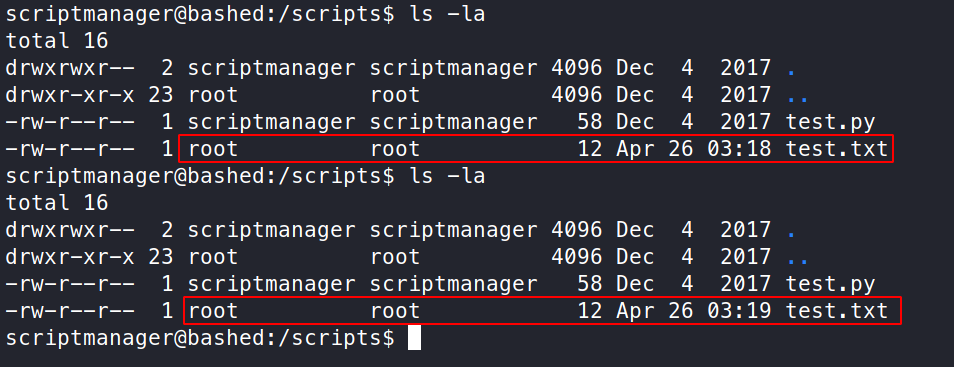 scriptmanager@bashed:/scripts$ ls -la
total 16
drwxrwxr--  2 scriptmanager scriptmanager 4096 Dec  4  2017 .
drwxr-xr-x 23 root          root          4096 Dec  4  2017 ..
-rw-r--r--  1 scriptmanager scriptmanager   58 Dec  4  2017 test.py
-rw-r--r--  1 root          root            12 Apr 26 03:18 test.txt
scriptmanager@bashed:/scripts$ ls -la
total 16
drwxrwxr--  2 scriptmanager scriptmanager 4096 Dec  4  2017 .
drwxr-xr-x 23 root          root          4096 Dec  4  2017 ..
-rw-r--r--  1 scriptmanager scriptmanager   58 Dec  4  2017 test.py
-rw-r--r--  1 root          root            12 Apr 26 03:19 test.txt
scriptmanager@bashed:/scripts$